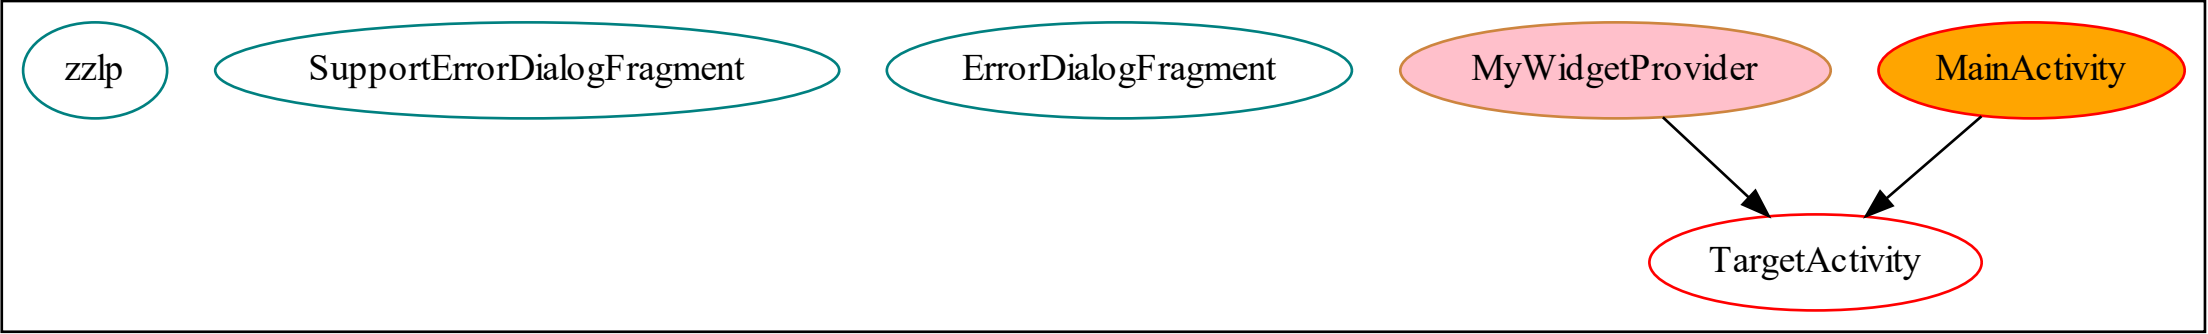 zzlp
SupportErrorDialogFragment
ErrorDialogFragment
MyWidgetProvider
MainActivity
TargetActivity